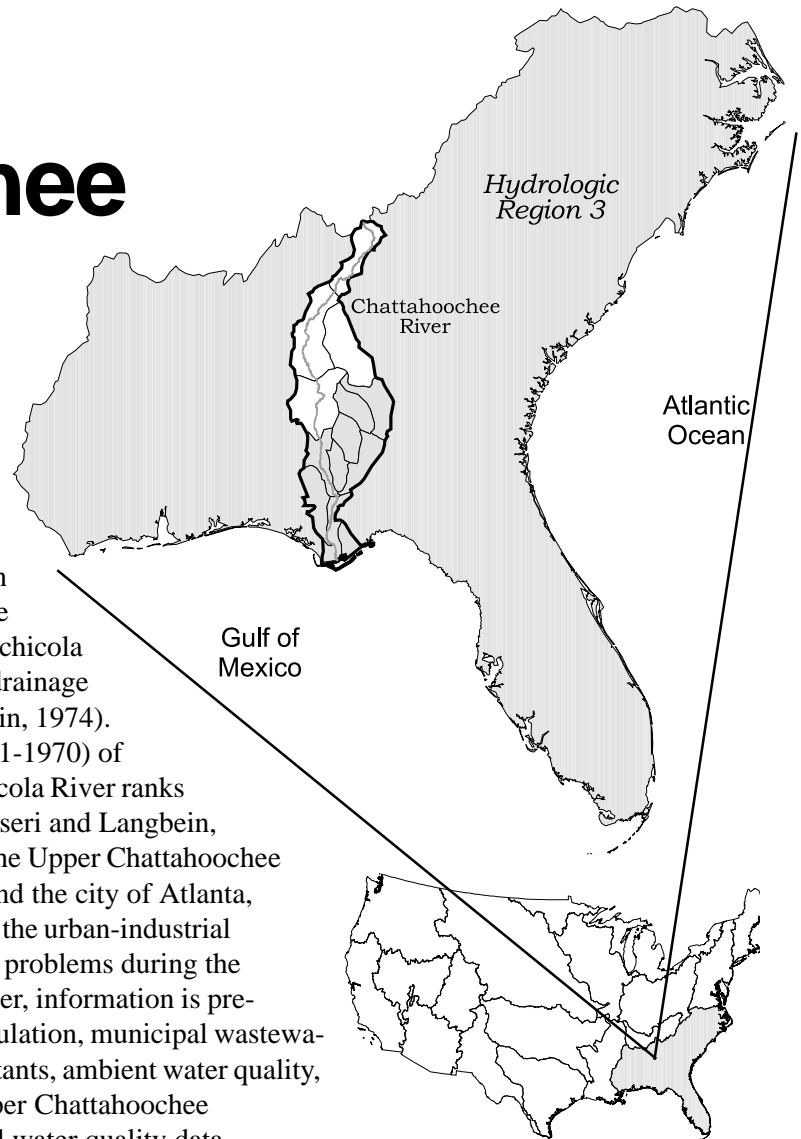 hee
Hydrologic
Region 3
Chattahoochee
River
Atlantic
Ocean
Gulf of
Mexico
n
e
chicola
drainage
in, 1974).
1-1970) of
cola River ranks
seri and Langbein,
he Upper Chattahoochee
nd the city of Atlanta,
the urban-industrial
problems during the
er, information is pre-
ulation, municipal wastewa-
tants, ambient water quality,
per Chattahoochee
l water quality data